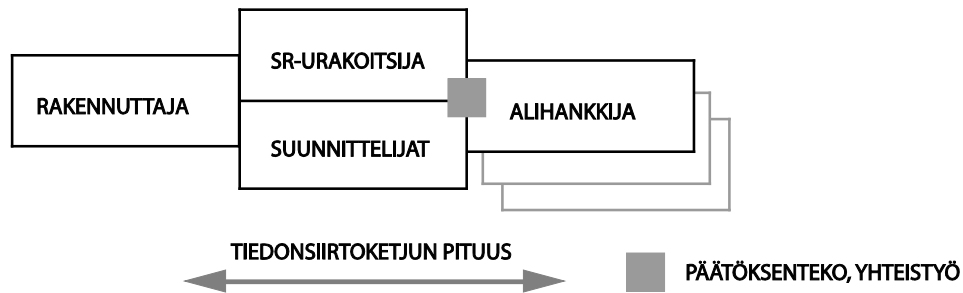 SR-URAKOITSIJA
RAKENNUTTAJA
ALIHANKKIJA
SUUNNITTELIJAT
TIEDONSIIRTOKETJUN PITUUS
PÄÄTÖKSENTEKO, YHTEISTYÖ